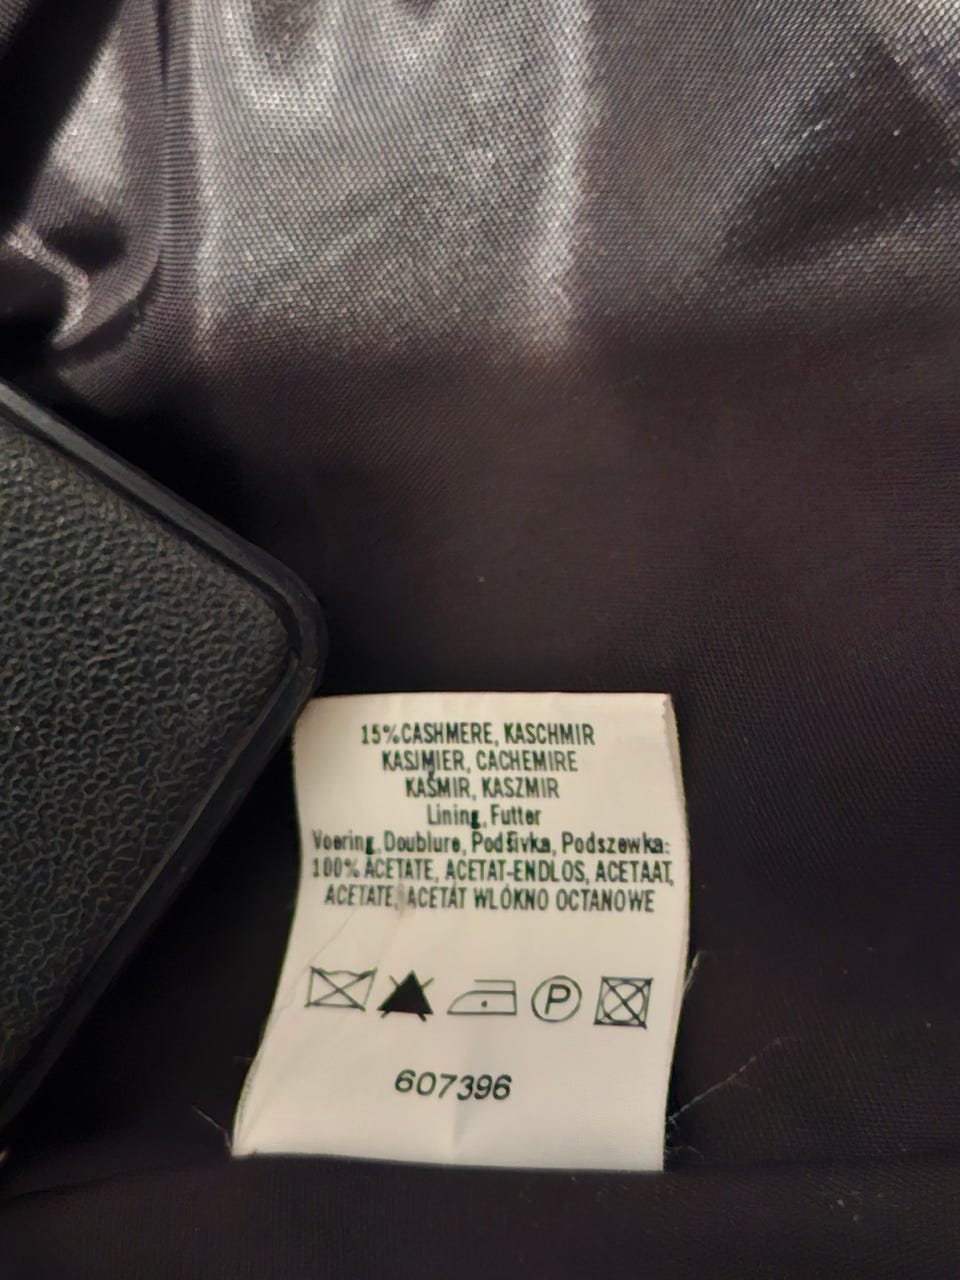 15%CASHMERE, KASCHMIR
KASJMIER, CACHEMIRE
KAŠMIR, KASZMIR
Lining, Futter
Voering, Doublure, Podšivka, Podszewka:
100% ACETATE, ACETAT-ENDLOS, ACETAAT,
ACETATE, ACETÁT WLÓKNO OCTANOWE
P
607396